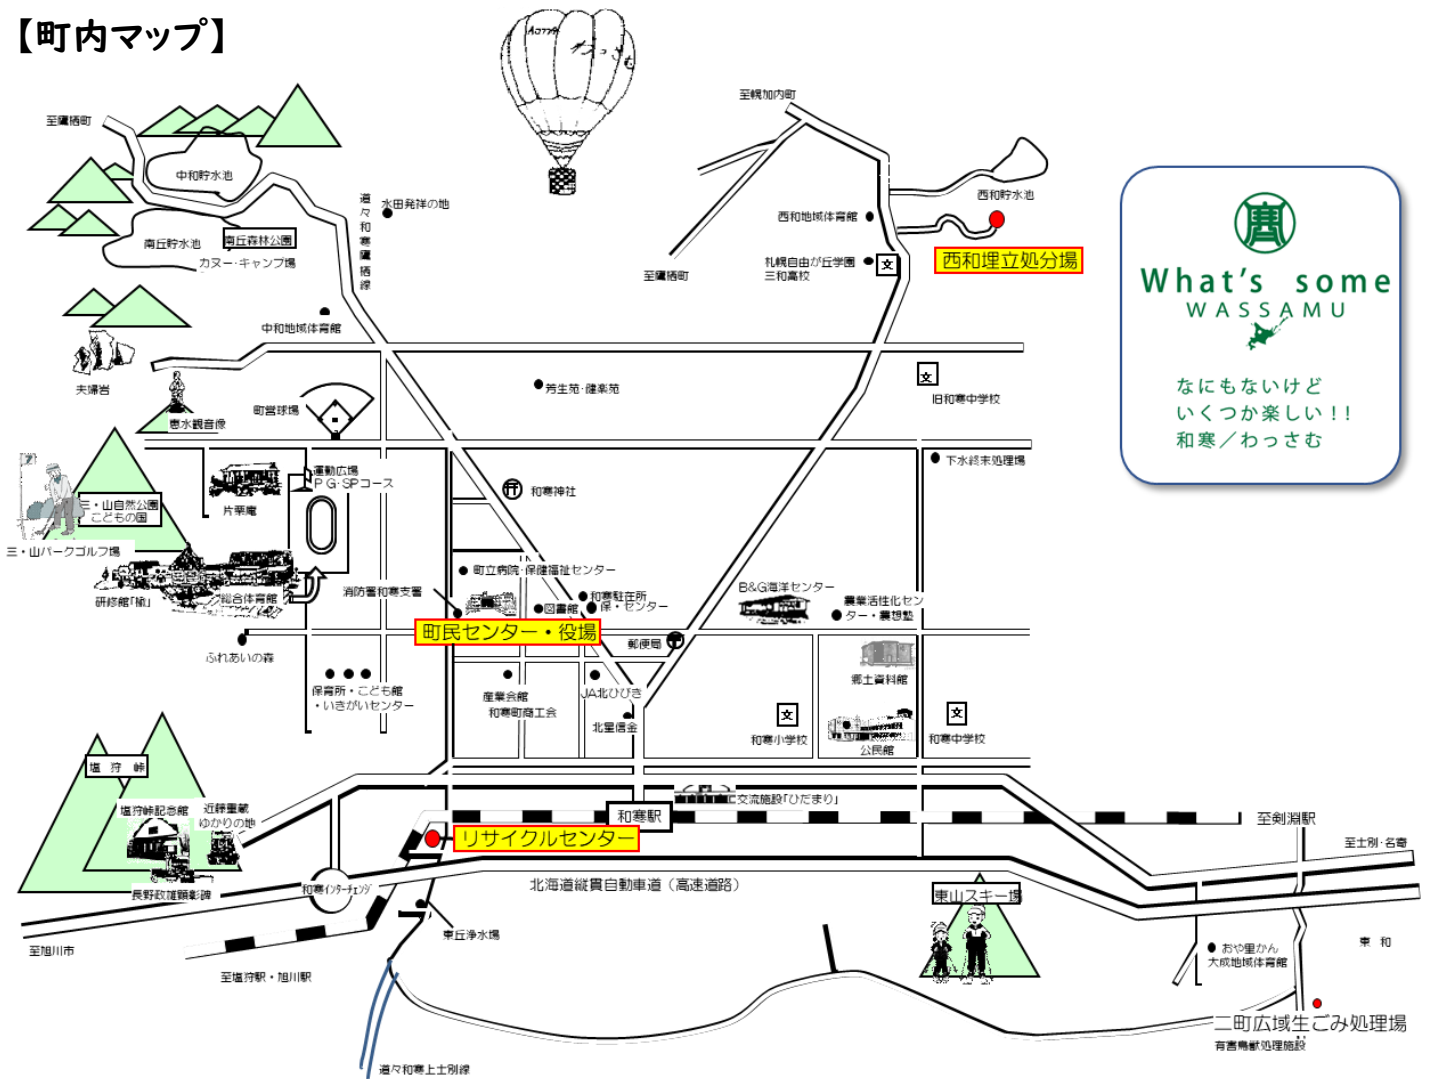 【町内マップ】
至鷹栖町
中和貯水池
南丘貯水池
南丘森林公園
カヌー・キャンプ場
道々和寒鷹栖線
水田発祥の地
中和地域体育館
夫婦岩
恵水観音像
町営球場
芳生苑・健楽苑
至幌加内町
西和貯水池
西和地域体育館
西和埋立処分場
札幌自由が丘学園
三和高校
文
至鷹栖町
What's some
WASSAMU
なにもないけど
いくつか楽しい!!
和寒／わっさむ
文
旧和寒中学校
下水終末処理場
三・山自然公園
こどもの国
三・山パークゴルフ場
片栗庵
運動広場
PG・SPコース
和寒神社
研修館「楡」
総合体育館
消防署和寒支署
町立病院・保健福祉センター
図書館
和寒駐在所
保・センター
町民センター・役場
郵便局
B&G海洋センター
農業活性化セン
ター・農想塾
郷土資料館
ふれあいの森
保育所・こども館
・いきがいセンター
産業会館
和寒町商工会
JA北ひびき
北星信金
文
和寒小学校
公民館
文
和寒中学校
塩狩峠
塩狩峠記念館
近藤重蔵
ゆかりの地
長野政雄顕彰碑
和寒駅
交流施設「ひだまり」
至剣淵駅
リサイクルセンター
至士別・名寄
和寒インターチェンジ
北海道縦貫自動車道（高速道路）
東山スキー場
至旭川市
至塩狩駅・旭川駅
東丘浄水場
おや里かん
大成地域体育館
東和
二町広域生ごみ処理場
有害鳥獣処理施設
道々和寒上士別線